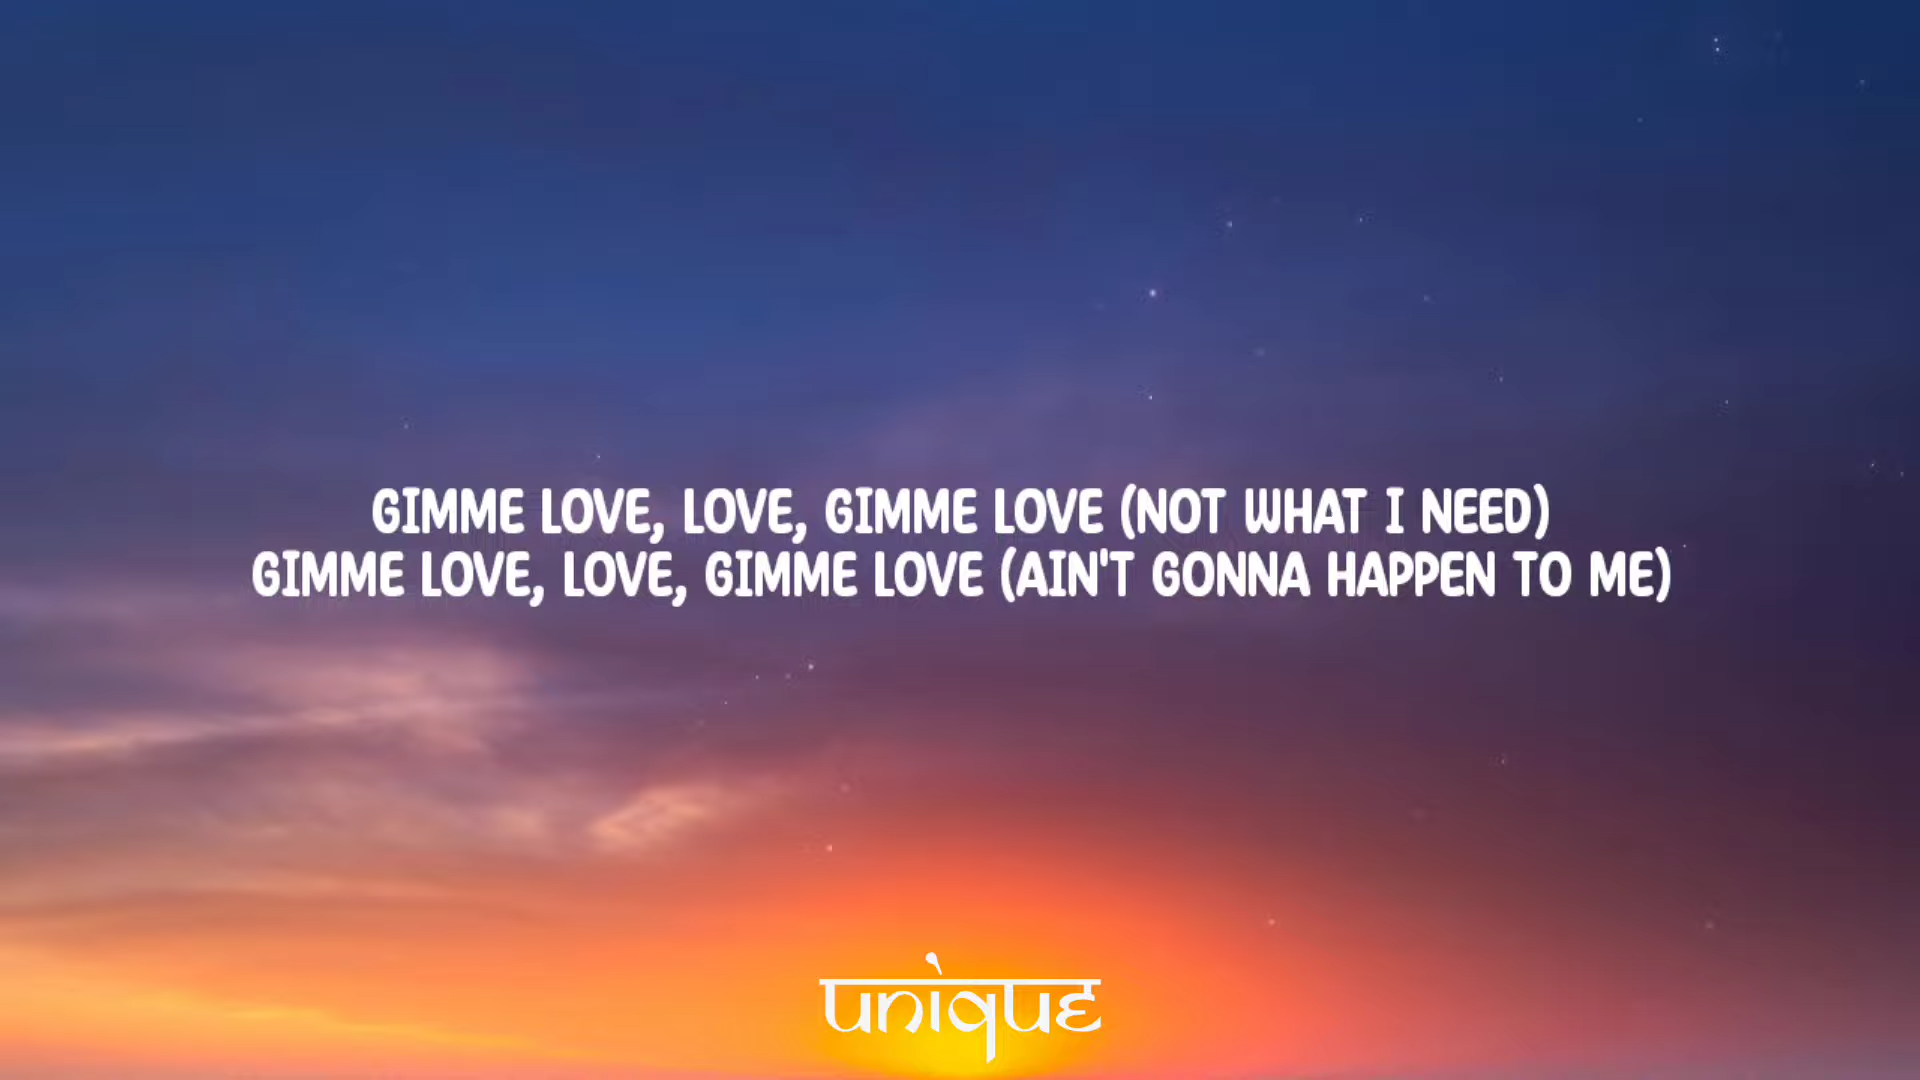 GIMME LOVE, LOVE, GIMME LOVE (NOT WHAT I NEED)
GIMME LOVE, LOVE, GIMME LOVE (AIN'T GONNA HAPPEN TO ME)
unique